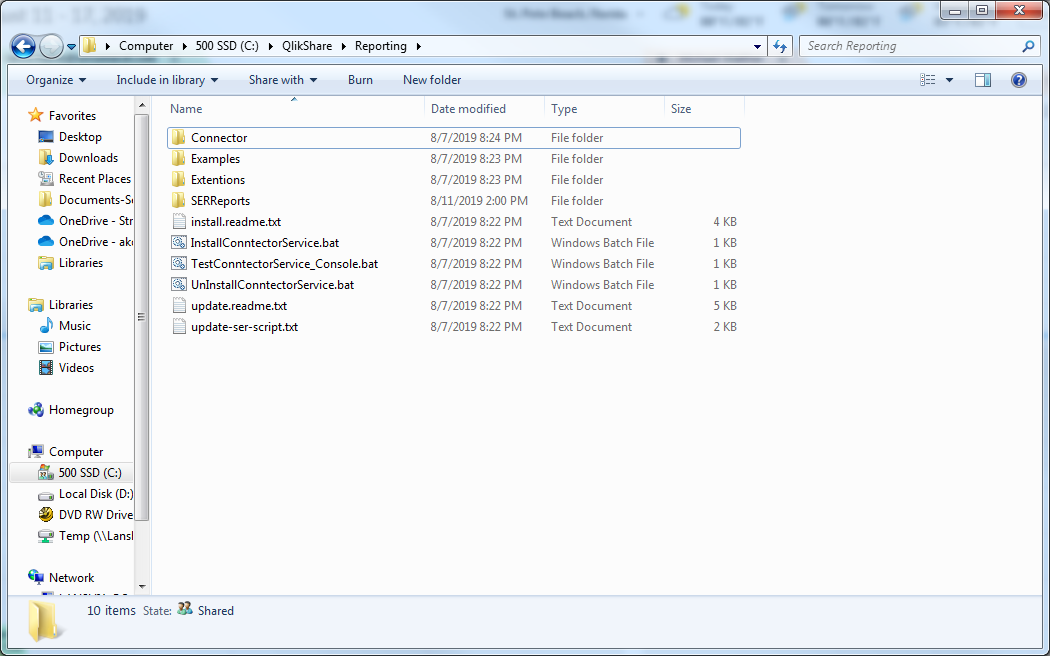 Computer 500 SSD (C:) QlikShare Reporting Search Reporting
Organize Include in library Share with Burn New folder
Name Date modified Type Size
Favorites
Desktop
Downloads
Recent Places
Documents-S
OneDrive - Str
OneDrive - ak
Libraries
Libraries
Music
Pictures
Videos
Homegroup
Computer
500 SSD (C:)
Local Disk (D:)
DVD RW Drive
Temp (\\Lansl
Network
Connector 8/7/2019 8:24 PM File folder
Examples 8/7/2019 8:23 PM File folder
Extentions 8/7/2019 8:23 PM File folder
SERReports 8/11/2019 2:00 PM File folder
install.readme.txt 8/7/2019 8:22 PM Text Document 4 KB
InstallConntectorService.bat 8/7/2019 8:22 PM Windows Batch File 1 KB
TestConntectorService_Console.bat 8/7/2019 8:22 PM Windows Batch File 1 KB
UnInstallConntectorService.bat 8/7/2019 8:22 PM Windows Batch File 1 KB
update.readme.txt 8/7/2019 8:22 PM Text Document 5 KB
update-ser-script.txt 8/7/2019 8:22 PM Text Document 2 KB
10 items State: Shared